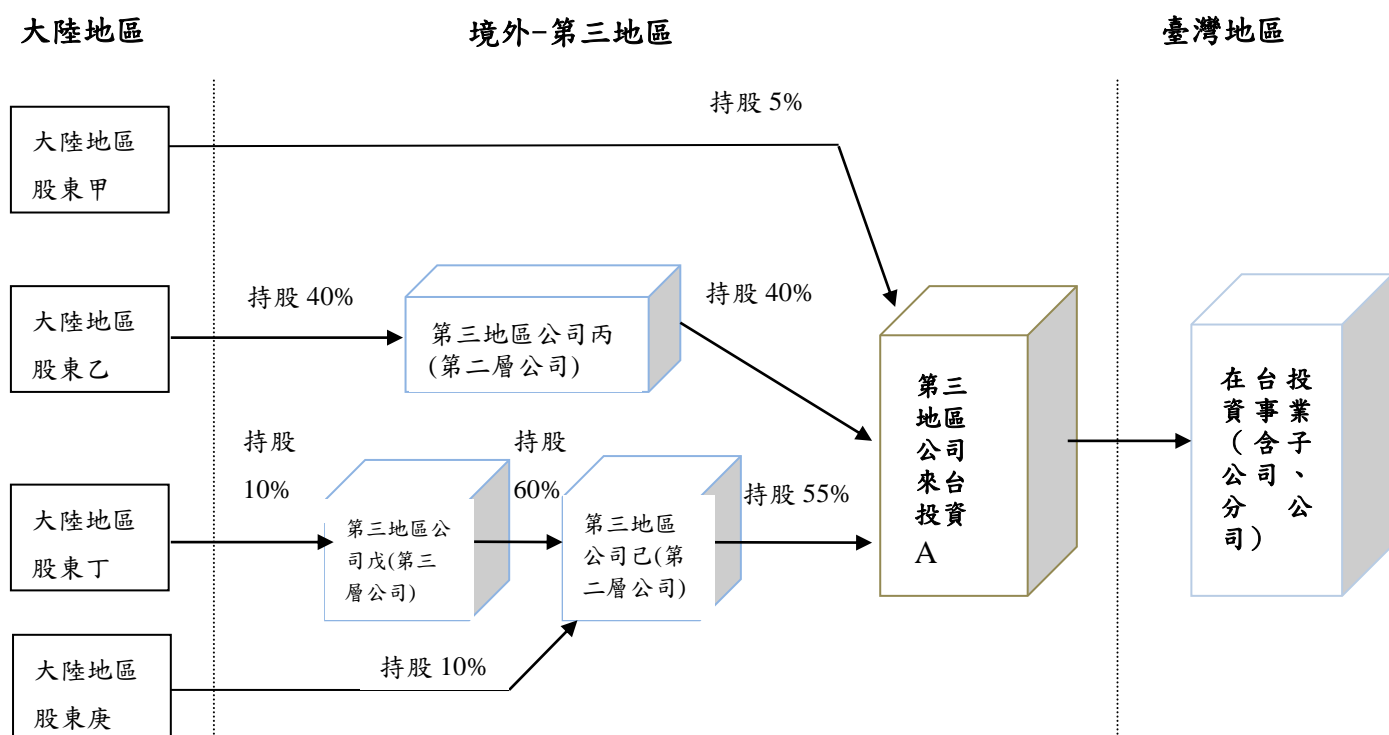 大陸地區
境外-第三地區
臺灣地區
持股 5%
大陸地區
股東甲
持股 40%
持股 40%
大陸地區
股東乙
第三地區公司丙
(第二層公司)
第三
地區
公司
來台
投資
A
在台投
資事業
（含子
公司、
分公
司）
持股
10%
持股
60%
持股 55%
大陸地區
股東丁
第三地區公
司戊(第三
層公司)
第三地區
公司己(第
二層公司)
持股 10%
大陸地區
股東庚